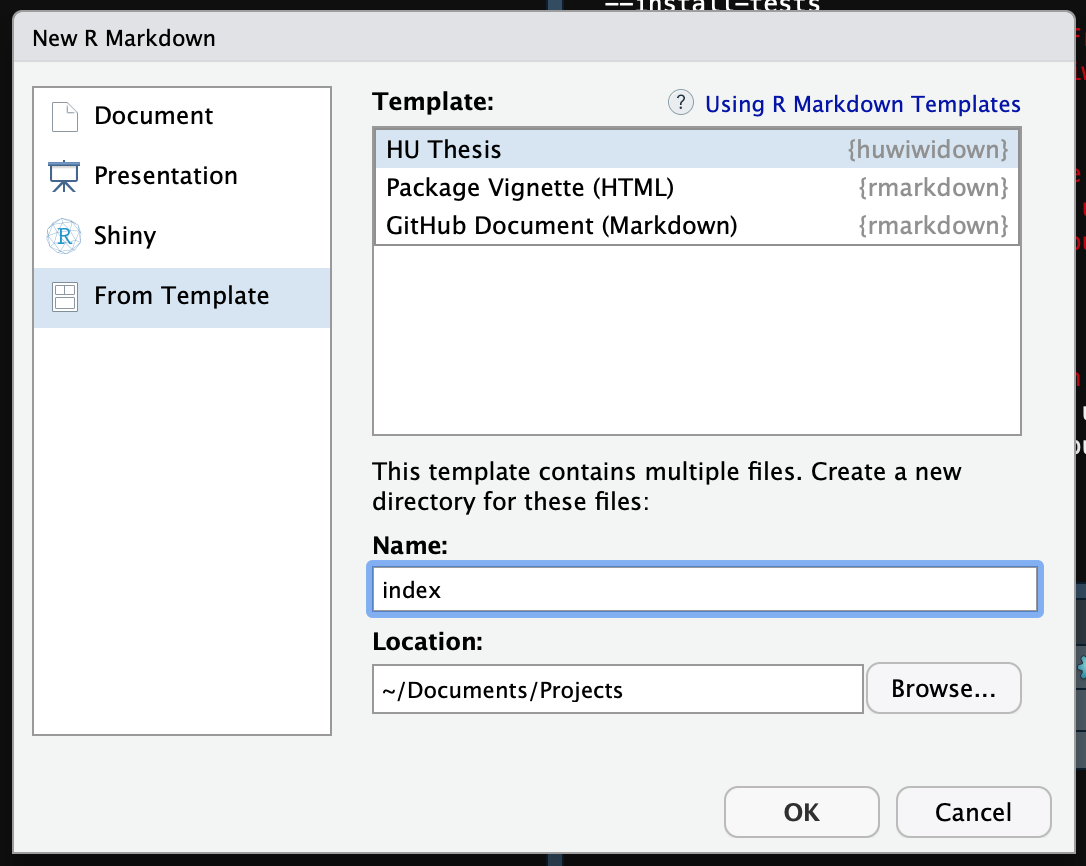 --install-tests
New R Markdown
Document
Presentation
R Shiny
From Template
Template:
? Using R Markdown Templates
HU Thesis {huwiwidown}
Package Vignette (HTML) {rmarkdown}
GitHub Document (Markdown) {rmarkdown}
This template contains multiple files. Create a new
directory for these files:
Name:
index
Location:
~/Documents/Projects
Browse...
OK
Cancel